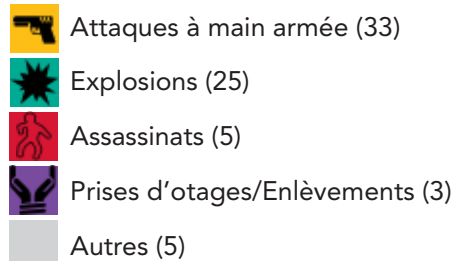 Attaques à main armée (33)
Explosions (25)
Assassinats (5)
Prises d'otages/Enlèvements (3)
Autres (5)